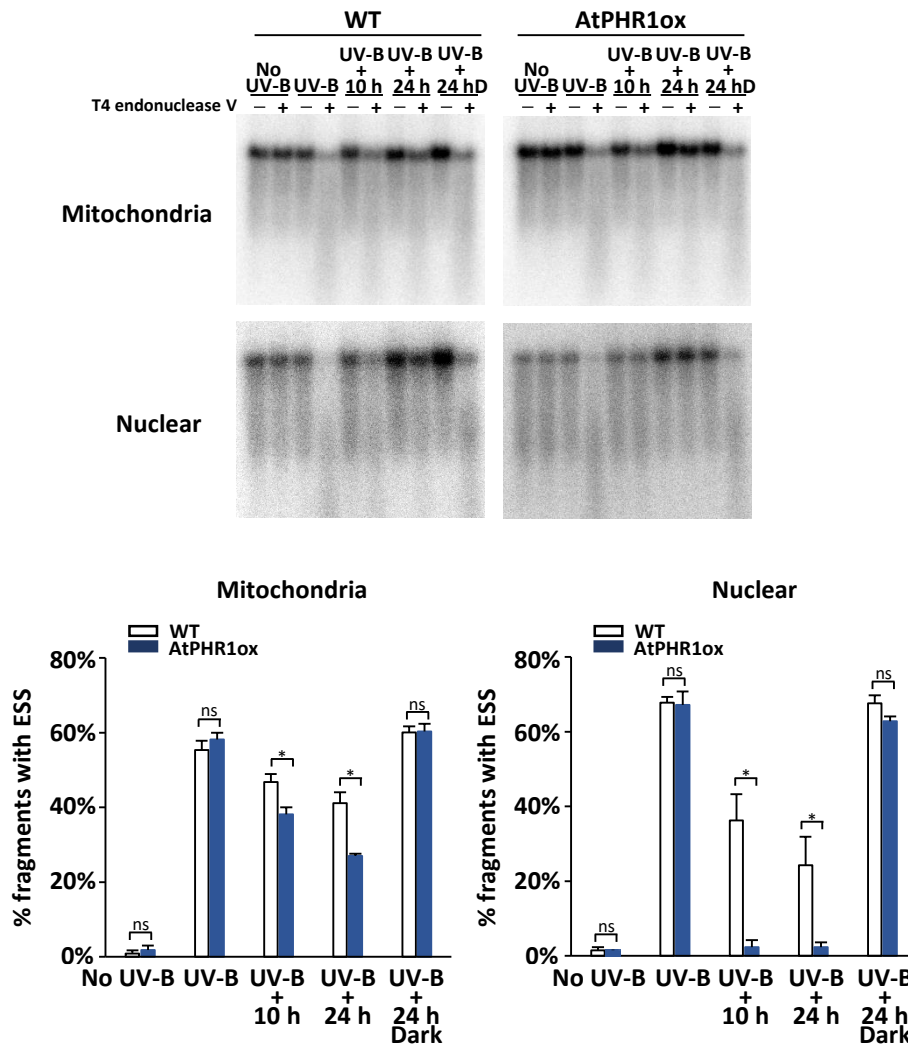 WT AtPHR1ox
UV-B UV-B UV-B UV-B UV-B UV-B
+ + + + + +
No UV-B UV-B 10 h 24 h 24 hD No UV-B UV-B 10 h 24 h 24 hD
T4 endonuclease V − + − + − + − + − + − + − + − + − + − +
Mitochondria
Nuclear
Mitochondria
WT
AtPHR1ox
% fragments with ESS
80%
60%
40%
20%
0%
ns
ns
*
*
ns
No UV-B UV-B UV-B UV-B UV-B
+ + +
10 h 24 h 24 h
Dark
Nuclear
WT
AtPHR1ox
% fragments with ESS
80%
60%
40%
20%
0%
ns
ns
*
*
ns
No UV-B UV-B UV-B UV-B UV-B
+ + +
10 h 24 h 24 h
Dark